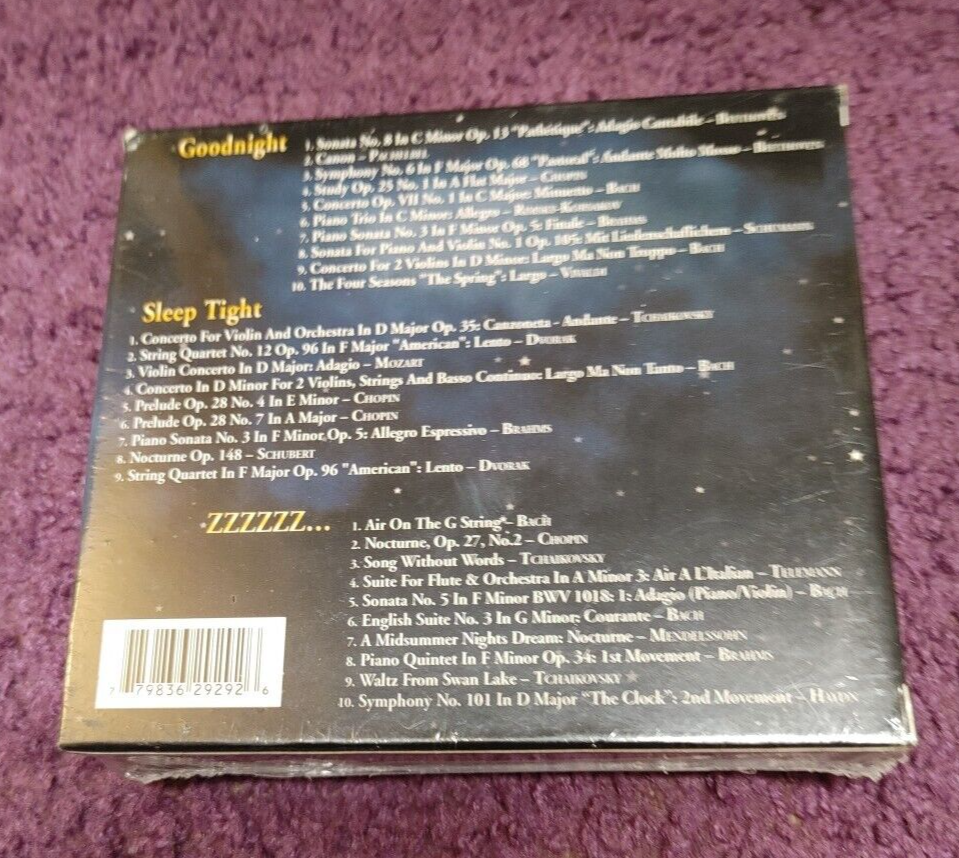 Goodnight
1. Sonata No. 8 In C Minor Op. 13 "Pathétique": Adagio Cantabile – Beethoven
2. Canon – Pachelbel
3. Symphony No. 6 In F Major Op. 68 "Pastoral": Andante Molto Mosso – Beethoven
4. Study Op. 25 No. 1 In A Flat Major – Chopin
5. Concerto Op. VII No. 1 In C Major: Minuetto – Bach
6. Piano Trio In C Minor: Allegro – Rimsky-Korsakov
7. Piano Sonata No. 3 In F Minor Op. 5: Finale – Brahms
8. Sonata For Piano And Violin No. 1 Op. 105: Mit – Schumann
9. Concerto For 2 Violins In D Minor: Largo Ma Non – Bach
10. The Four Seasons "The Spring": Largo – Vivaldi
Sleep Tight
1. Concerto For Violin And Orchestra In D Major Op. 35: Canzoneta - Andante – Tchaikovsky
2. String Quartet No. 12 Op. 96 In F Major "American": Lento – Dvorak
3. Violin Concerto In D Major: Adagio – Mozart
4. Concerto In D Minor For 2 Violins, Strings And Basso Continuo: Largo Ma Non Tanto – Bach
5. Prelude Op. 28 No. 4 In E Minor – Chopin
6. Prelude Op. 28 No. 7 In A Major – Chopin
7. Piano Sonata No. 3 In F Minor Op. 5: Allegro Espressivo – Brahms
8. Nocturne Op. 148 – Schubert
9. String Quartet In F Major Op. 96 "American": Lento – Dvorak
ZZZZZZ...
1. Air On The G String – Bach
2. Nocturne, Op. 27, No.2 – Chopin
3. Song Without Words – Tchaikovsky
4. Suite For Flute & Orchestra In A Minor 3: Air A L'Italian – Telemann
5. Sonata No. 5 In F Minor BWV 1018: 1: Adagio (Piano/Violin) – Bach
6. English Suite No. 3 In G Minor: Courante – Bach
7. A Midsummer Nights Dream: Nocturne – Mendelssohn
8. Piano Quintet In F Minor Op. 34: 1st Movement – Brahms
9. Waltz From Swan Lake – Tchaikovsky
10. Symphony No. 101 In D Major "The Clock": 2nd Movement – Haydn
7 79836 29292 6